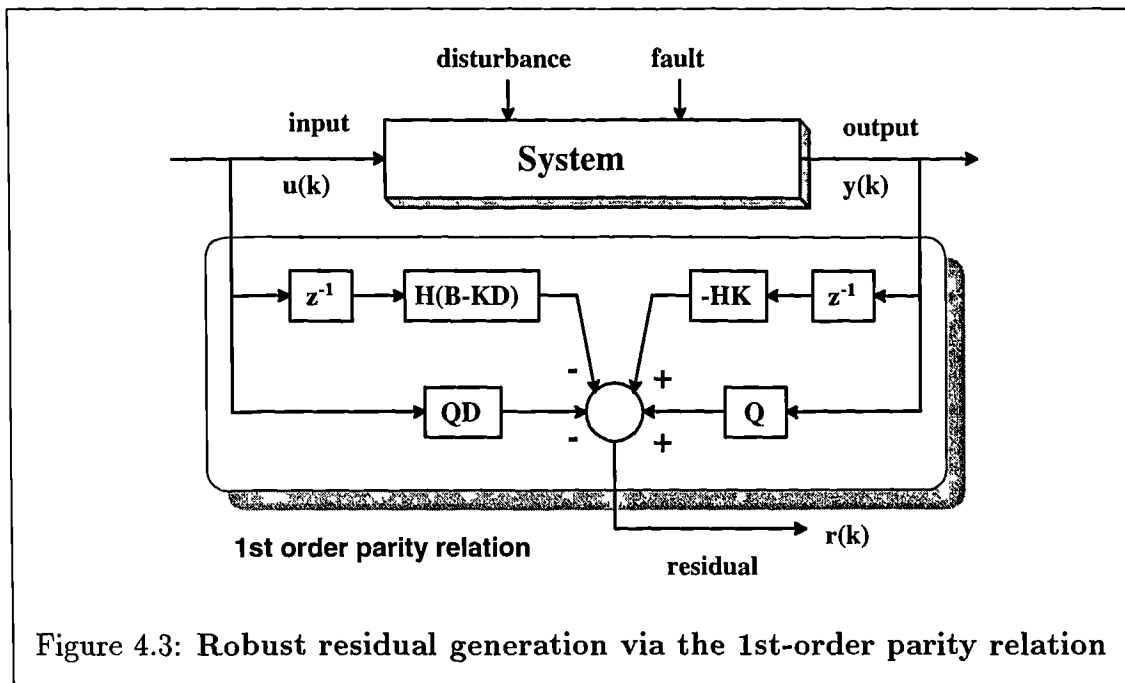 disturbance fault
input output
System
u(k) y(k)
z⁻¹ H(B-KD) -HK z⁻¹
- +
QD Q
- +
r(k)
1st order parity relation
residual
Figure 4.3: Robust residual generation via the 1st-order parity relation